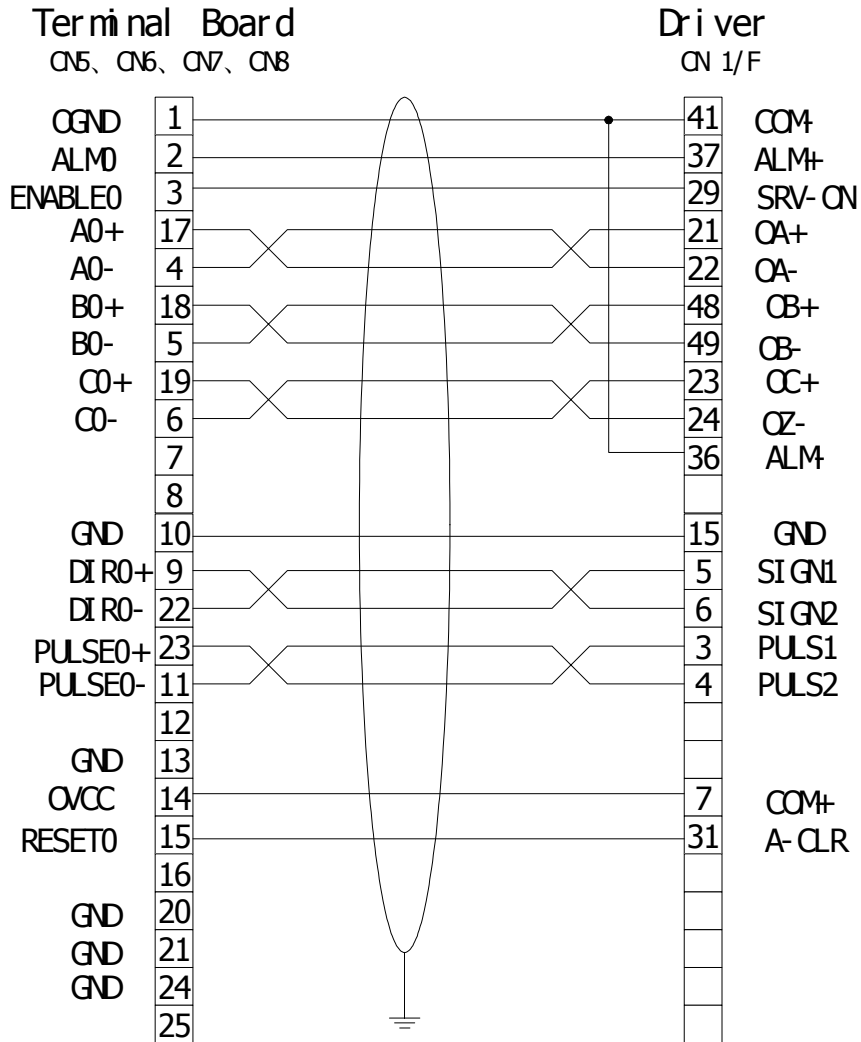 Terminal Board
Driver
CN5、CN6、CN7、CN8
CN 1/F
OGND 1 41 COM-
ALM0 2 37 ALM+
ENABLE0 3 29 SRV-ON
A0+ 17 21 OA+
A0- 4 22 OA-
B0+ 18 48 OB+
B0- 5 49 OB-
C0+ 19 23 OC+
C0- 6 24 OZ-
7 36 ALM-
8
GND 10 15 GND
DIR0+ 9 5 SIGN1
DIR0- 22 6 SIGN2
PULSE0+ 23 3 PULS1
PULSE0- 11 4 PULS2
12
GND 13
OVCC 14 7 COM+
RESET0 15 31 A-CLR
16
GND 20
GND 21
GND 24
25